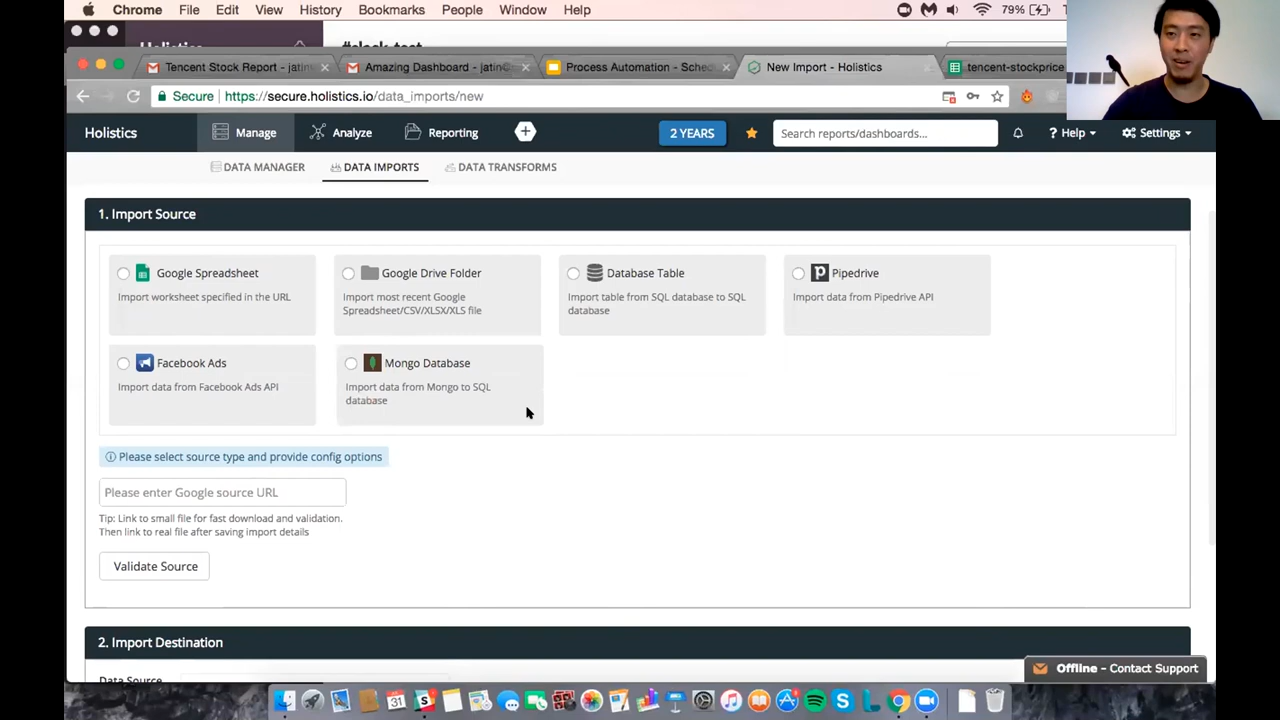 Chrome File Edit View History Bookmarks People Window Help 79%
Holistics #slack-test
Tencent Stock Report - jatin Amazing Dashboard - jatin@ Process Automation - Sched New Import - Holistics tencent-stockprice
Secure https://secure.holistics.io/data_imports/new
Holistics Manage Analyze Reporting 2 YEARS Search reports/dashboards... Help Settings
DATA MANAGER DATA IMPORTS DATA TRANSFORMS
1. Import Source
Google Spreadsheet
Import worksheet specified in the URL
Google Drive Folder
Import most recent Google
Spreadsheet/CSV/XLSX/XLS file
Database Table
Import table from SQL database to SQL
database
Pipedrive
Import data from Pipedrive API
Facebook Ads
Import data from Facebook Ads API
Mongo Database
Import data from Mongo to SQL
database
Please select source type and provide config options
Please enter Google source URL
Tip: Link to small file for fast download and validation.
Then link to real file after saving import details
Validate Source
2. Import Destination
Data Source
Offline - Contact Support
31